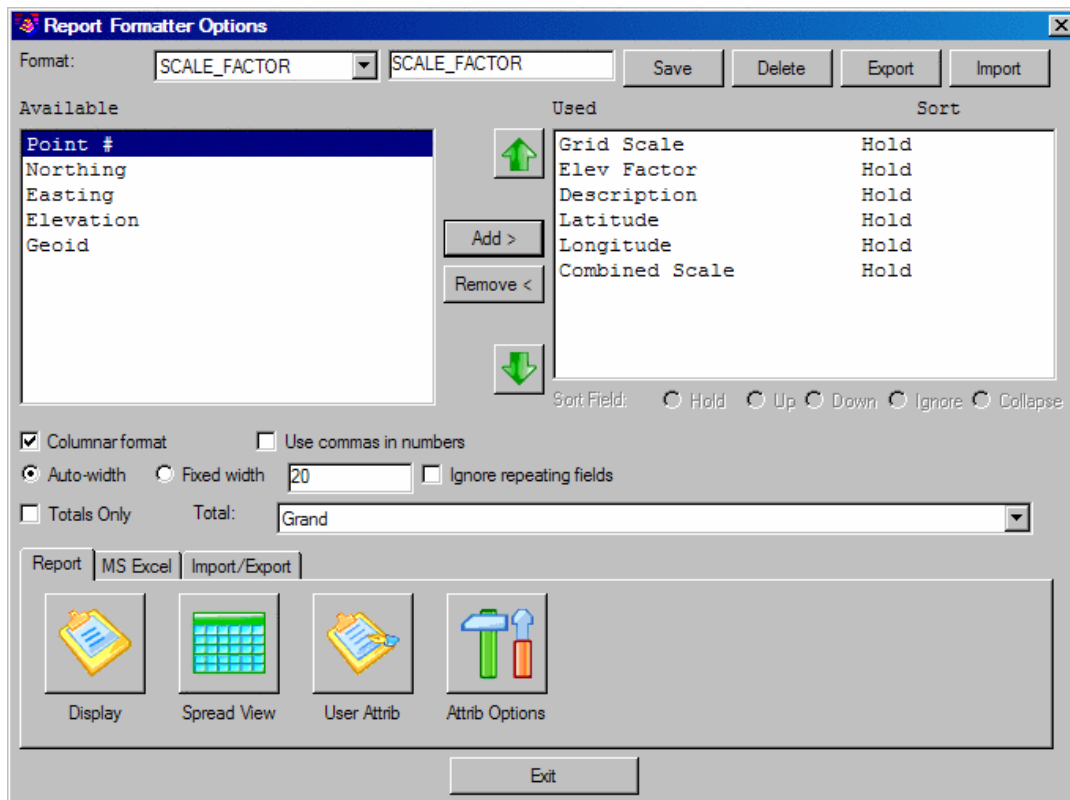 Report Formatter Options
Format: SCALE_FACTOR SCALE_FACTOR Save Delete Export Import
Available Used Sort
Point #
Northing
Easting
Elevation
Geoid
Add >
Remove <
Grid Scale Hold
Elev Factor Hold
Description Hold
Latitude Hold
Longitude Hold
Combined Scale Hold
Sort Field: Hold Up Down Ignore Collapse
Columnar format Use commas in numbers
Auto-width Fixed width 20 Ignore repeating fields
Totals Only Total: Grand
Report MS Excel Import/Export
Display Spread View User Attrib Attrib Options
Exit